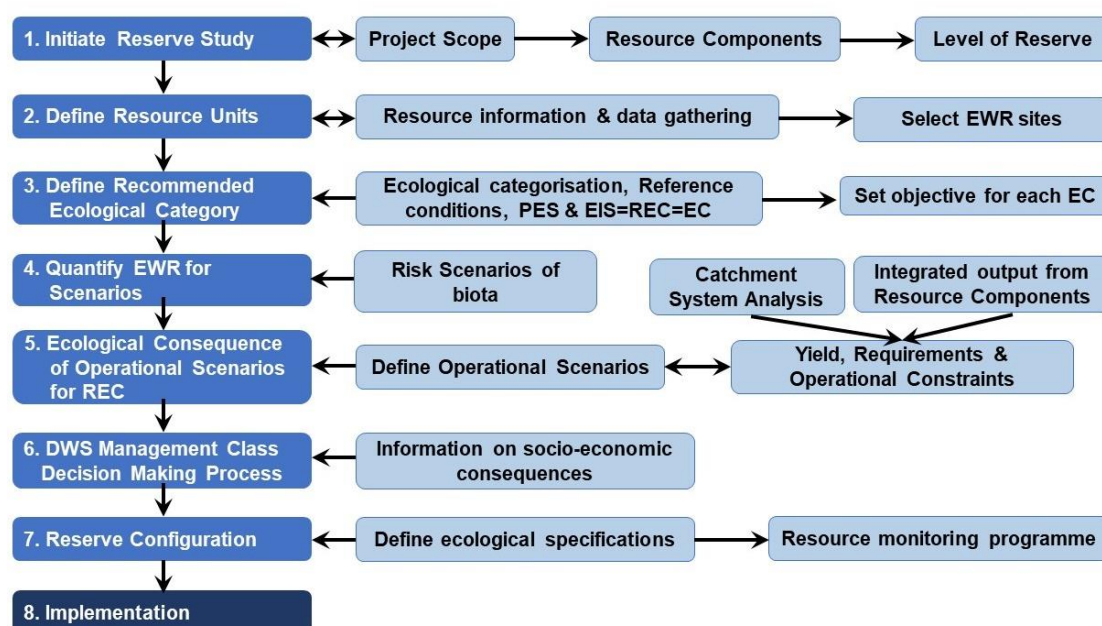 1. Initiate Reserve Study
Project Scope
Resource Components
Level of Reserve
2. Define Resource Units
Resource information & data gathering
Select EWR sites
3. Define Recommended
Ecological Category
Ecological categorisation, Reference
conditions, PES & EIS=REC=EC
Set objective for each EC
4. Quantify EWR for
Scenarios
Risk Scenarios of
biota
Catchment
System Analysis
Integrated output from
Resource Components
5. Ecological Consequence
of Operational Scenarios
for REC
Define Operational Scenarios
Yield, Requirements &
Operational Constraints
6. DWS Management Class
Decision Making Process
Information on socio-economic
consequences
7. Reserve Configuration
Define ecological specifications
Resource monitoring programme
8. Implementation